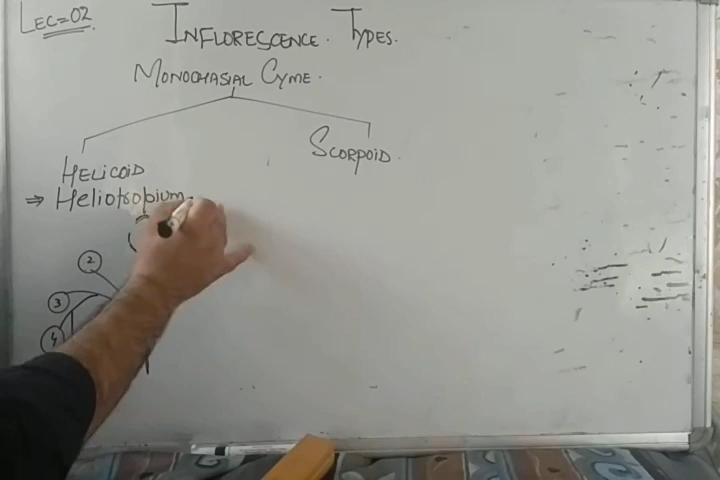 LEC=02
INFLORESCENCE. TYPES.
MONOCHASIAL CYME.
HELICOID
SCORPOID.
⇒ Heliotropium.
2
3
4